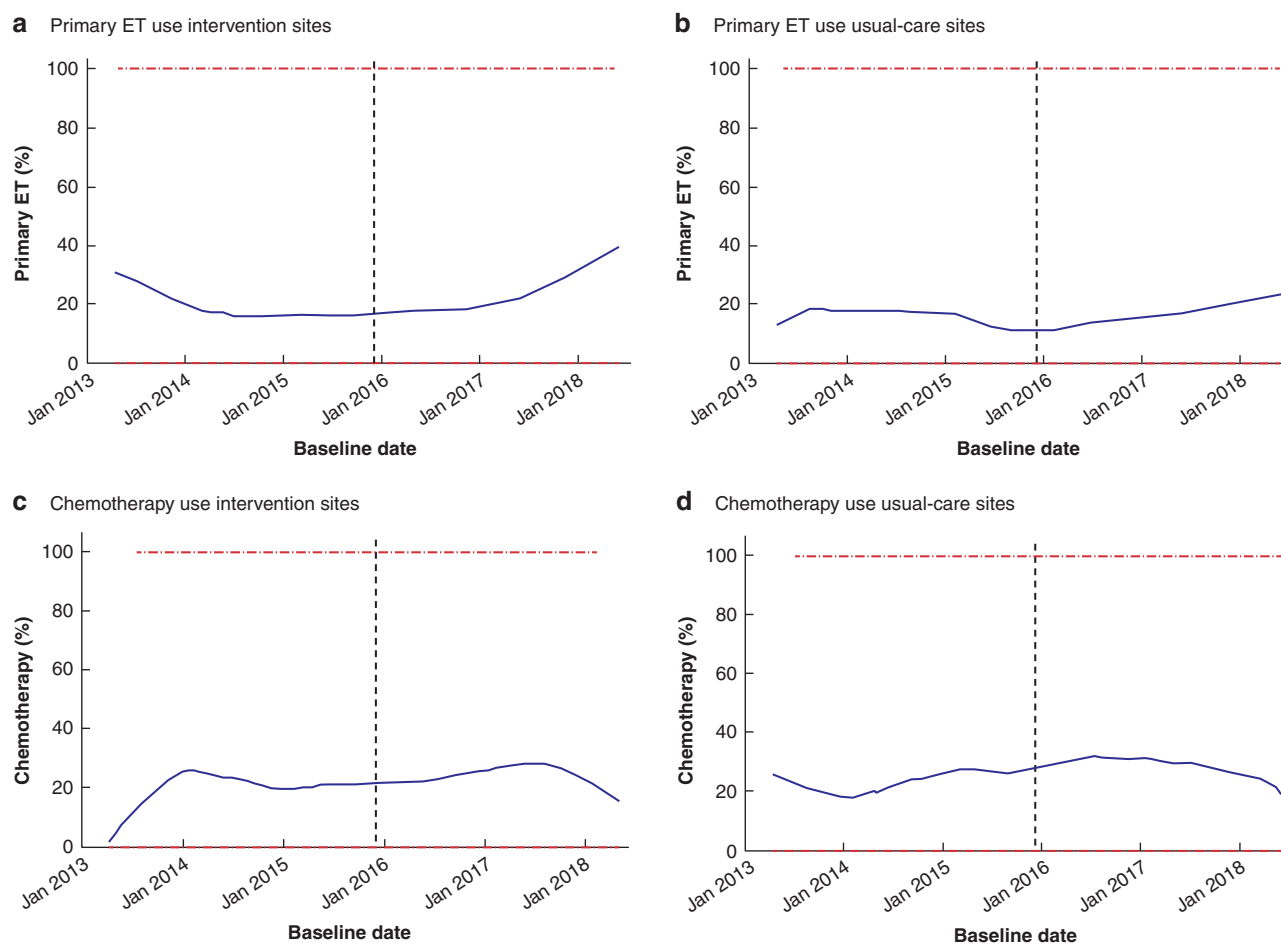 a Primary ET use intervention sites
100
80
60
40
20
0
Primary ET (%)
Jan 2013
Jan 2014
Jan 2015
Jan 2016
Jan 2017
Jan 2018
Baseline date
b Primary ET use usual-care sites
100
80
60
40
20
0
Primary ET (%)
Jan 2013
Jan 2014
Jan 2015
Jan 2016
Jan 2017
Jan 2018
Baseline date
c Chemotherapy use intervention sites
100
80
60
40
20
0
Chemotherapy (%)
Jan 2013
Jan 2014
Jan 2015
Jan 2016
Jan 2017
Jan 2018
Baseline date
d Chemotherapy use usual-care sites
100
80
60
40
20
0
Chemotherapy (%)
Jan 2013
Jan 2014
Jan 2015
Jan 2016
Jan 2017
Jan 2018
Baseline date